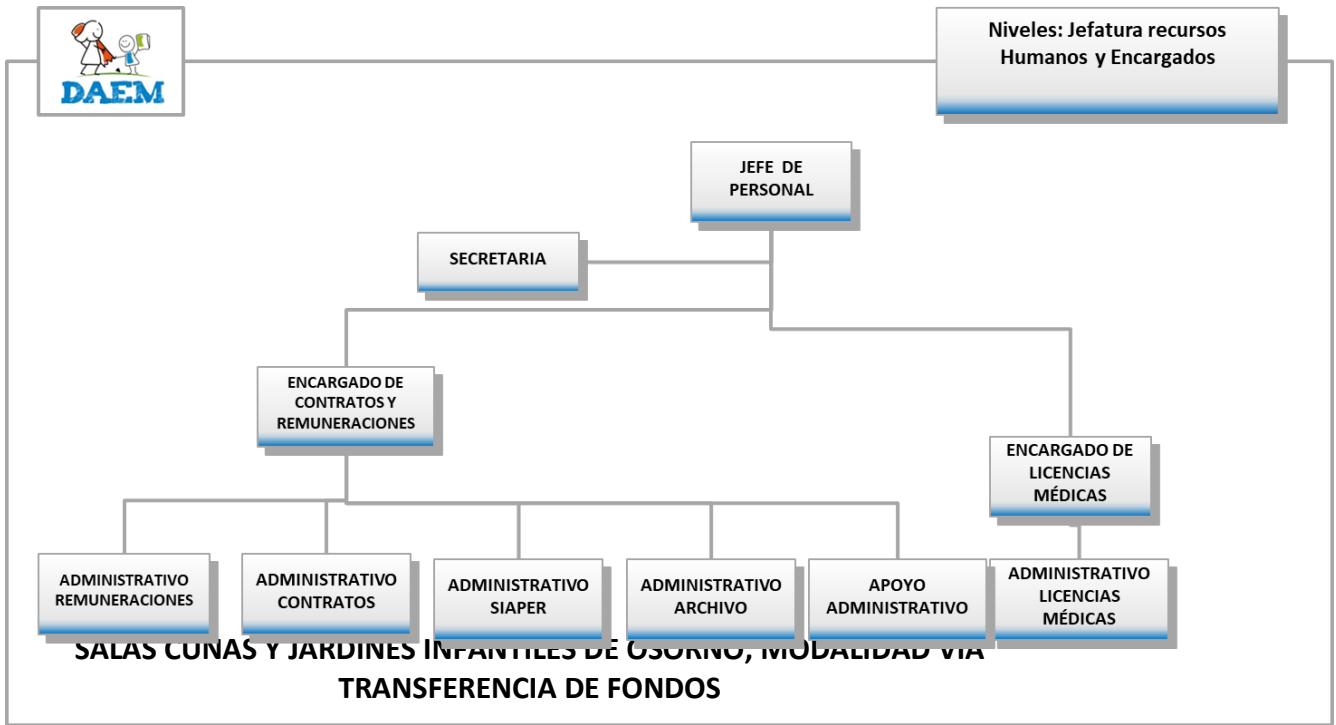 DAEM
Niveles: Jefatura recursos
Humanos y Encargados
JEFE DE
PERSONAL
SECRETARIA
ENCARGADO DE
CONTRATOS Y
REMUNERACIONES
ENCARGADO DE
LICENCIAS
MÉDICAS
ADMINISTRATIVO
REMUNERACIONES
ADMINISTRATIVO
CONTRATOS
ADMINISTRATIVO
SIAPER
ADMINISTRATIVO
ARCHIVO
APOYO
ADMINISTRATIVO
ADMINISTRATIVO
LICENCIAS
MÉDICAS
SALAS CUNAS Y JARDINES INFANTILES DE OSORNO, MODALIDAD VIA
TRANSFERENCIA DE FONDOS